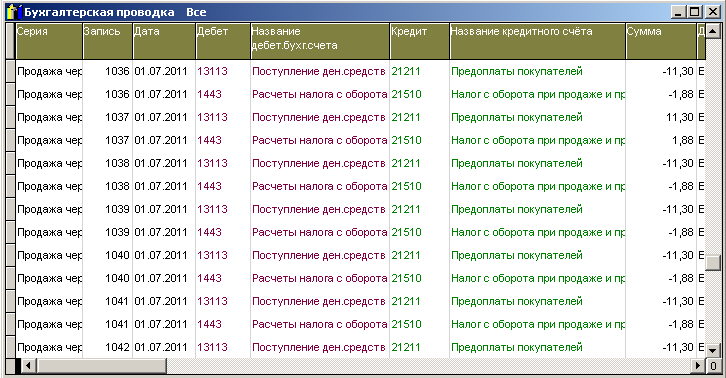 Бухгалтерская проводка Все
Серия Запись Дата Дебет Название дебет.бухг.счета Кредит Название кредитного счёта Сумма Д
Продажа чер 1036 01.07.2011 13113 Поступление ден.средств 21211 Предоплаты покупателей -11,30 Е
Продажа чер 1036 01.07.2011 1443 Расчеты налога с оборота 21510 Налог с оборота при продаже и пр -1,88 Е
Продажа чер 1037 01.07.2011 13113 Поступление ден.средств 21211 Предоплаты покупателей 11,30 Е
Продажа чер 1037 01.07.2011 1443 Расчеты налога с оборота 21510 Налог с оборота при продаже и пр 1,88 Е
Продажа чер 1038 01.07.2011 13113 Поступление ден.средств 21211 Предоплаты покупателей -11,30 Е
Продажа чер 1038 01.07.2011 1443 Расчеты налога с оборота 21510 Налог с оборота при продаже и пр -1,88 Е
Продажа чер 1039 01.07.2011 13113 Поступление ден.средств 21211 Предоплаты покупателей -11,30 Е
Продажа чер 1039 01.07.2011 1443 Расчеты налога с оборота 21510 Налог с оборота при продаже и пр -1,88 Е
Продажа чер 1040 01.07.2011 13113 Поступление ден.средств 21211 Предоплаты покупателей -11,30 Е
Продажа чер 1040 01.07.2011 1443 Расчеты налога с оборота 21510 Налог с оборота при продаже и пр -1,88 Е
Продажа чер 1041 01.07.2011 13113 Поступление ден.средств 21211 Предоплаты покупателей -11,30 Е
Продажа чер 1041 01.07.2011 1443 Расчеты налога с оборота 21510 Налог с оборота при продаже и пр -1,88 Е
Продажа чер 1042 01.07.2011 13113 Поступление ден.средств 21211 Предоплаты покупателей -11,30 Е
0